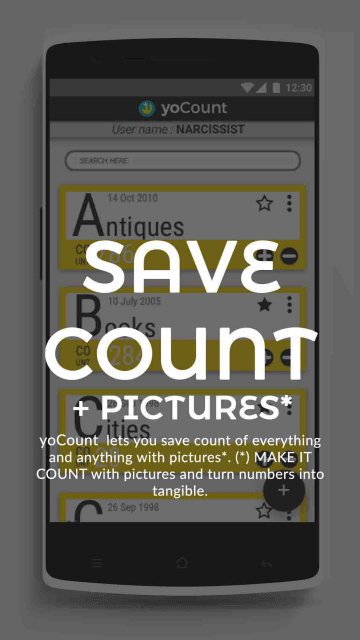 12:30
yoCount
User name : NARCISSIST
SEARCH HERE
14 Oct 2010
Antiques
SAVE
10 July 2005
Books
COUNT
+ PICTURES*
Cities
yoCount lets you save count of everything
and anything with pictures*. (*) MAKE IT
COUNT with pictures and turn numbers into
tangible.
26 Sep 1998